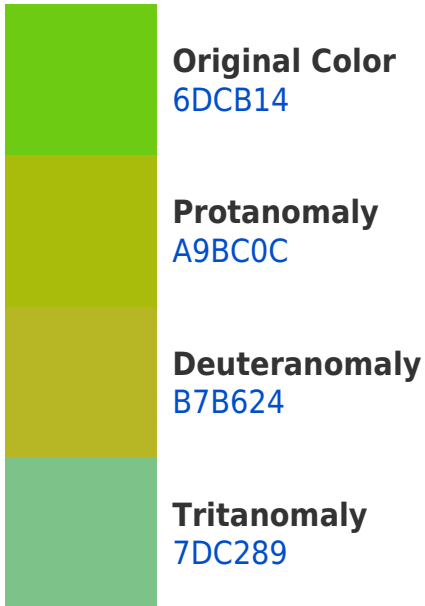 Original Color
6DCB14
Protanomaly
A9BC0C
Deuteranomaly
B7B624
Tritanomaly
7DC289